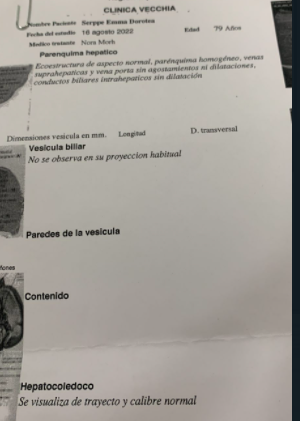 CLINICA VECCHIA
Nombre Paciente Serppe Emma Dorotea
Fecha del estudio 16 agosto 2022 Edad 79 Años
Medico tratante Nora Morh
Parenquima hepatico
Ecoestructura de aspecto normal, parénquima homogéneo, venas
suprahepaticas y vena porta sin agostamientos ni dilataciones,
conductos biliares intrahepaticos sin dilatación
Dimensiones vesicula en mm. Longitud D. transversal
Vesicula biliar
No se observa en su proyeccion habitual
Paredes de la vesicula
Contenido
Hepatocoledoco
Se visualiza de trayecto y calibre normal